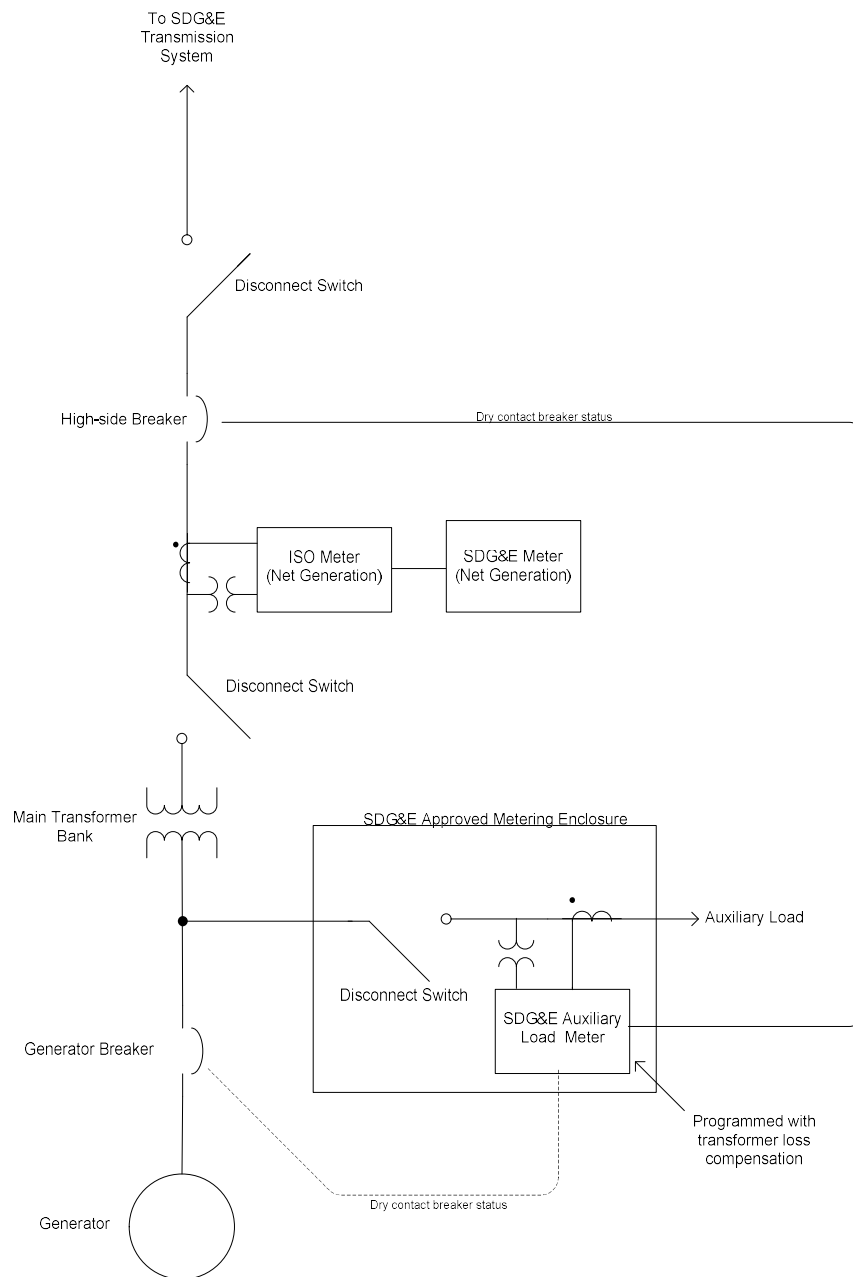 To SDG&E
Transmission
System
Disconnect Switch
High-side Breaker
Dry contact breaker status
ISO Meter
(Net Generation)
SDG&E Meter
(Net Generation)
Disconnect Switch
Main Transformer
Bank
SDG&E Approved Metering Enclosure
Auxiliary Load
Disconnect Switch
SDG&E Auxiliary
Load Meter
Generator Breaker
Programmed with
transformer loss
compensation
Dry contact breaker status
Generator